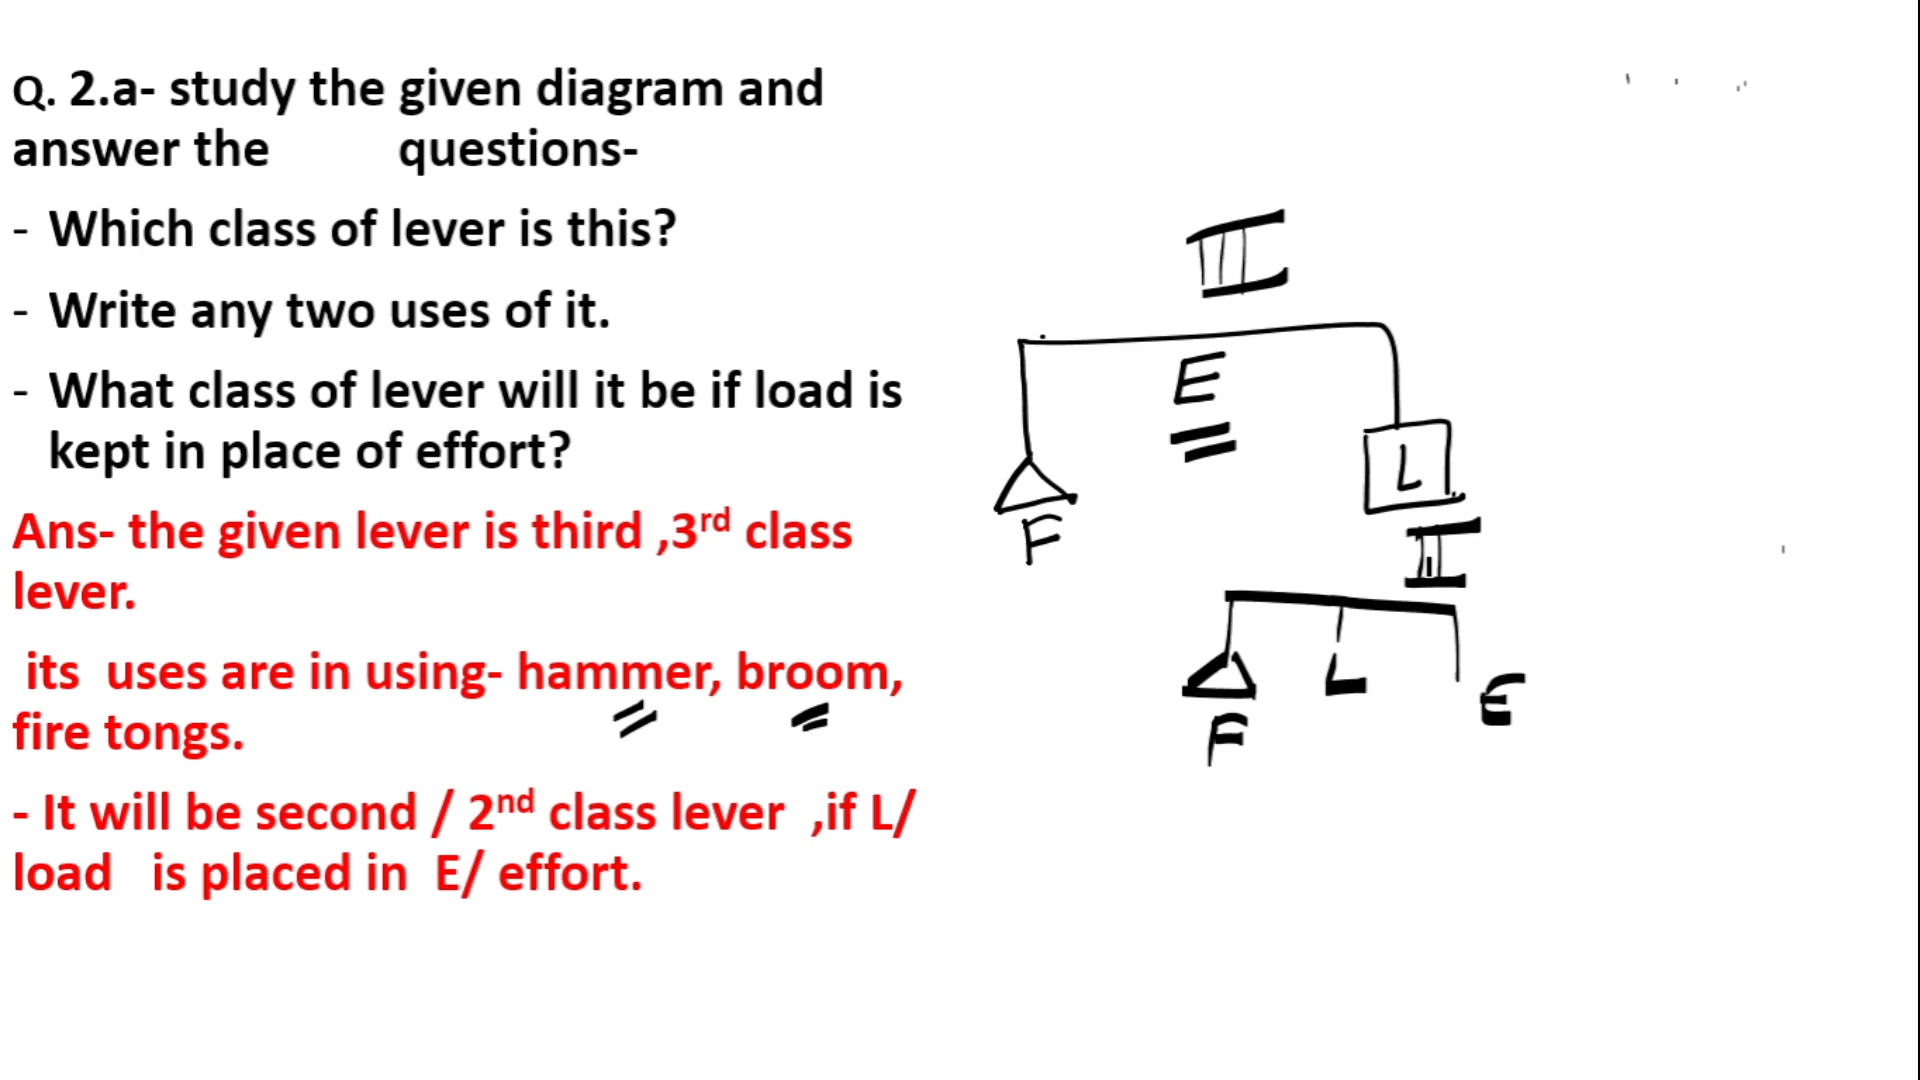 Q. 2.a- study the given diagram and
answer the questions-
- Which class of lever is this?
- Write any two uses of it.
- What class of lever will it be if load is
kept in place of effort?
Ans- the given lever is third ,3rd class
lever.
its uses are in using- hammer, broom,
fire tongs.
- It will be second / 2nd class lever ,if L/
load is placed in E/ effort.
III
E
L
F
II
L
E
F